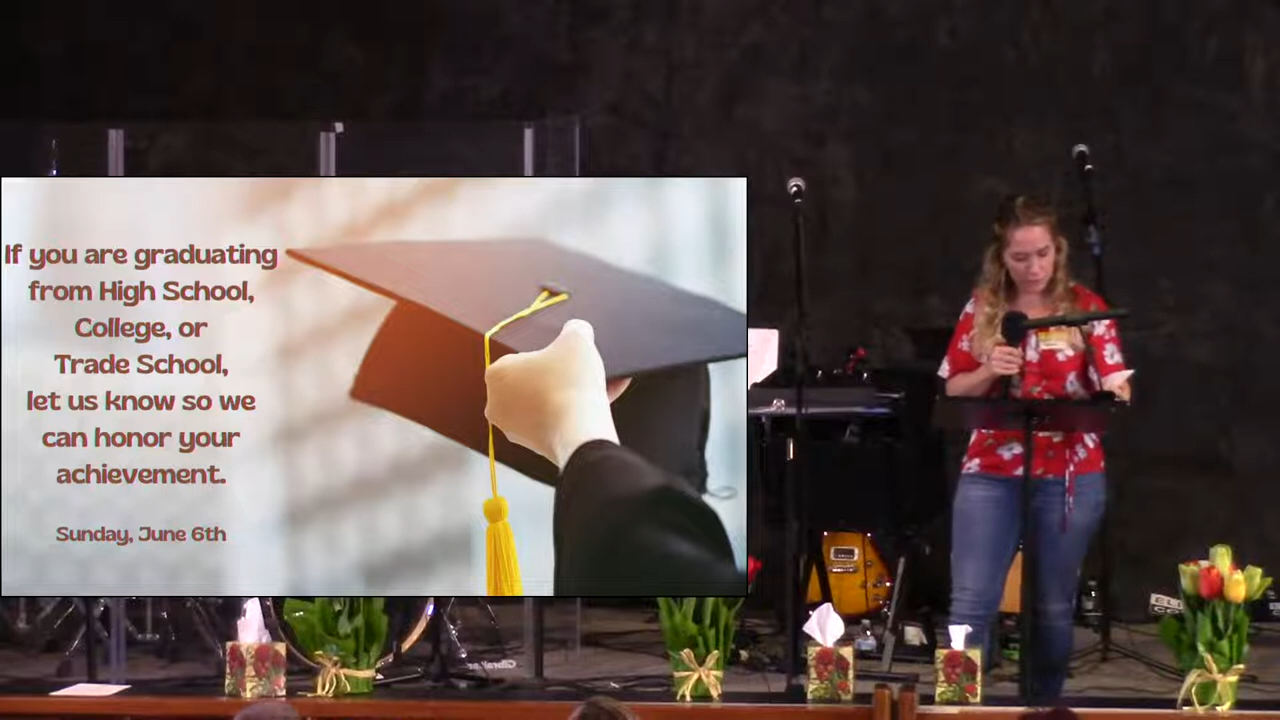 If you are graduating
from High School,
College, or
Trade School,
let us know so we
can honor your
achievement.
Sunday, June 6th
Gibraltar